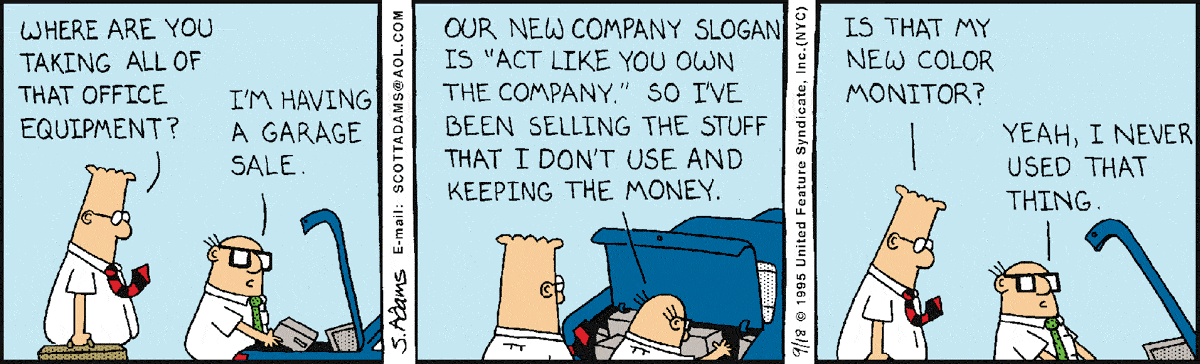 WHERE ARE YOU
TAKING ALL OF
THAT OFFICE
EQUIPMENT?
I'M HAVING
A GARAGE
SALE.
S. ADAMS
E-mail: SCOTTADAMS@AOL.COM
OUR NEW COMPANY SLOGAN
IS "ACT LIKE YOU OWN
THE COMPANY." SO I'VE
BEEN SELLING THE STUFF
THAT I DON'T USE AND
KEEPING THE MONEY.
9/18 © 1995 United Feature Syndicate, Inc.(NYC)
IS THAT MY
NEW COLOR
MONITOR?
YEAH, I NEVER
USED THAT
THING.